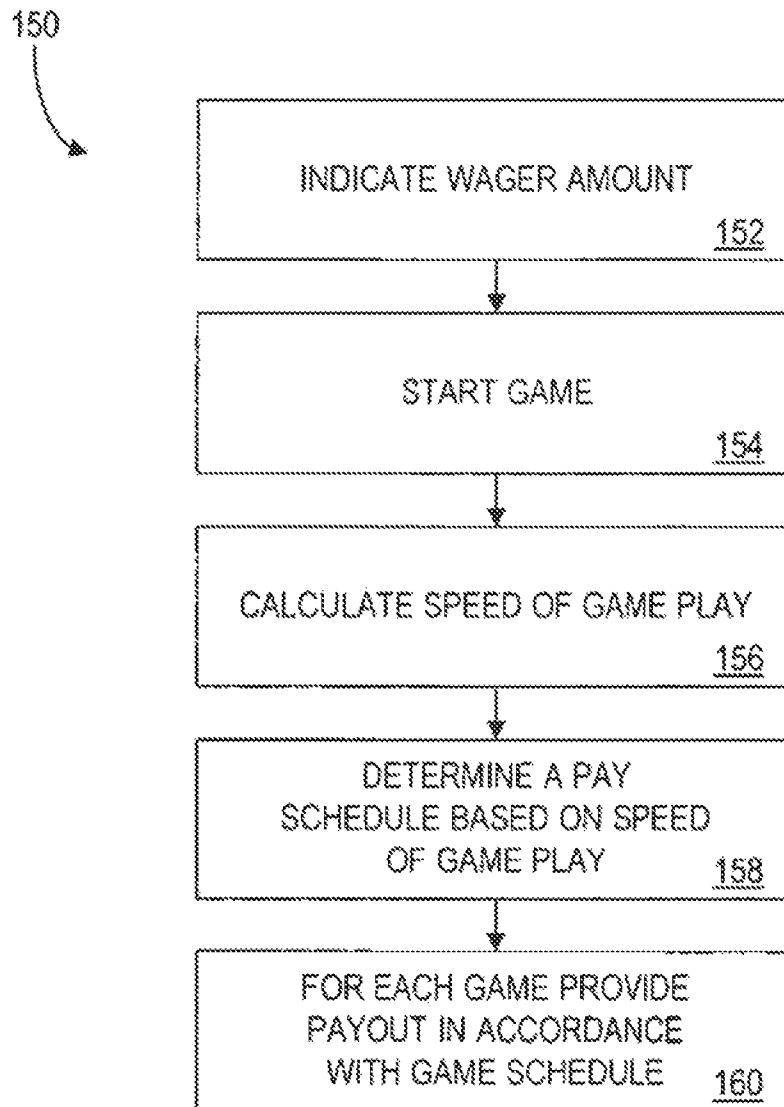 150
INDICATE WAGER AMOUNT
152
START GAME
154
CALCULATE SPEED OF GAME PLAY
156
DETERMINE A PAY
SCHEDULE BASED ON SPEED
OF GAME PLAY
158
FOR EACH GAME PROVIDE
PAYOUT IN ACCORDANCE
WITH GAME SCHEDULE
160